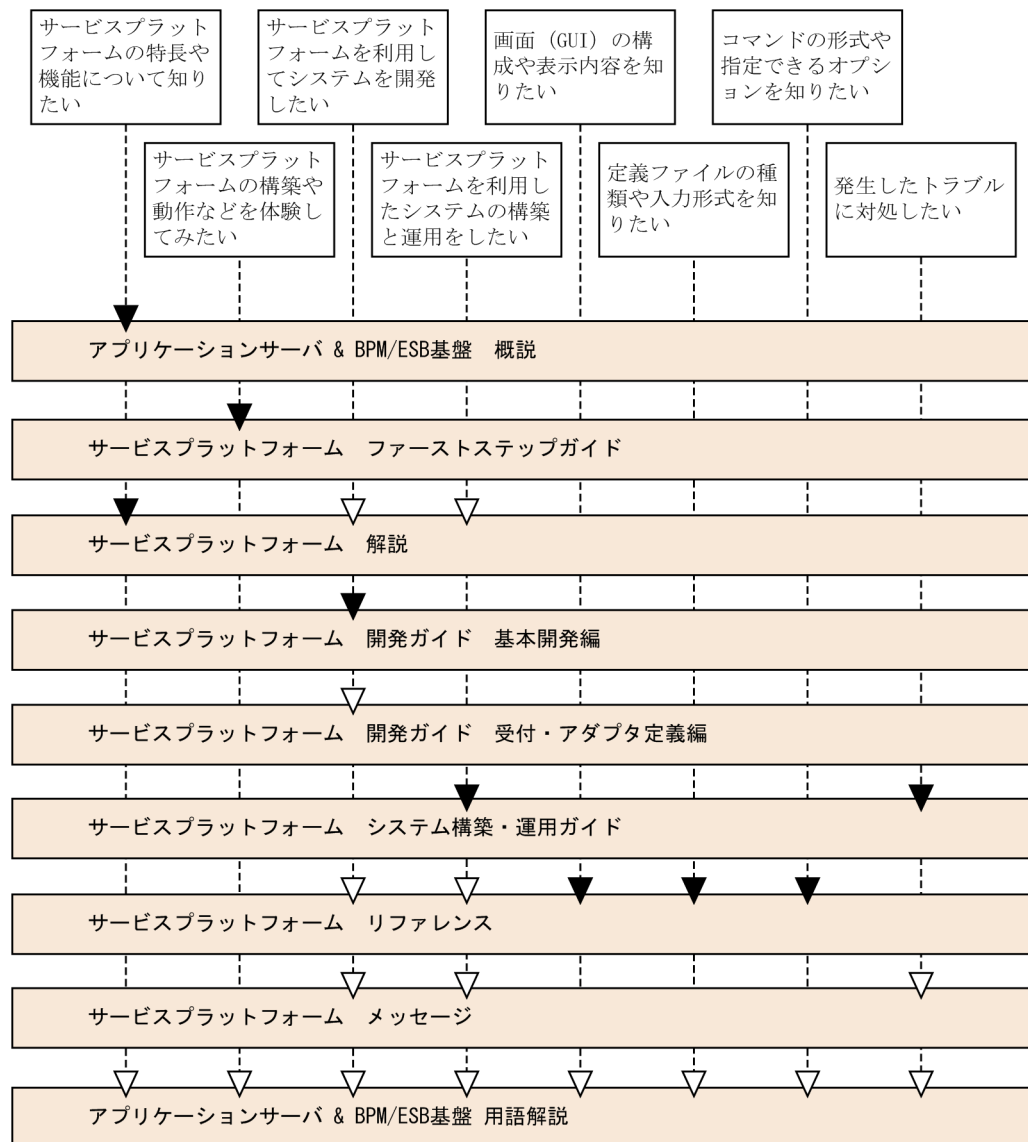 サービスプラット
フォームの特長や
機能について知り
たい
サービスプラット
フォームを利用し
てシステムを開発
したい
画面（GUI）の構
成や表示内容を知
りたい
コマンドの形式や
指定できるオプシ
ョンを知りたい
サービスプラット
フォームの構築や
動作などを体験し
てみたい
サービスプラット
フォームを利用し
たシステムの構築
と運用をしたい
定義ファイルの種
類や入力形式を知
りたい
発生したトラブル
に対処したい
アプリケーションサーバ & BPM/ESB基盤　概説
サービスプラットフォーム　ファーストステップガイド
サービスプラットフォーム　解説
サービスプラットフォーム　開発ガイド　基本開発編
サービスプラットフォーム　開発ガイド　受付・アダプタ定義編
サービスプラットフォーム　システム構築・運用ガイド
サービスプラットフォーム　リファレンス
サービスプラットフォーム　メッセージ
アプリケーションサーバ & BPM/ESB基盤 用語解説